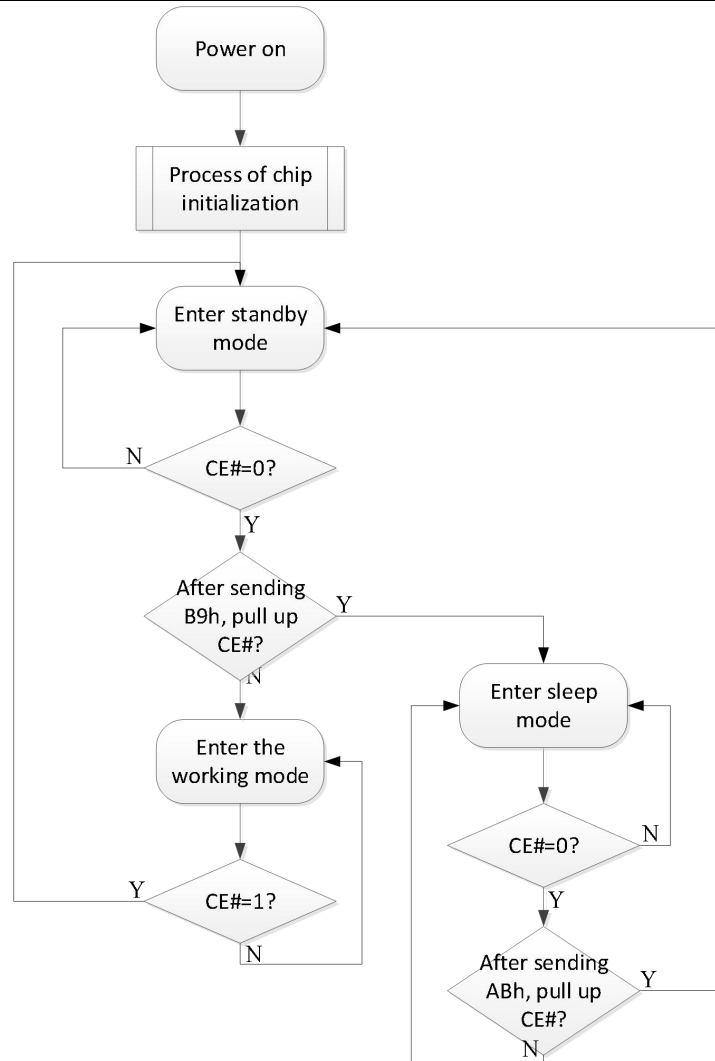 Power on
Process of chip
initialization
Enter standby
mode
N
CE#=0?
Y
After sending
B9h, pull up
CE#?
Y
N
Enter sleep
mode
Enter the
working mode
CE#=0?
N
Y
CE#=1?
Y
N
After sending
ABh, pull up
CE#?
Y
N